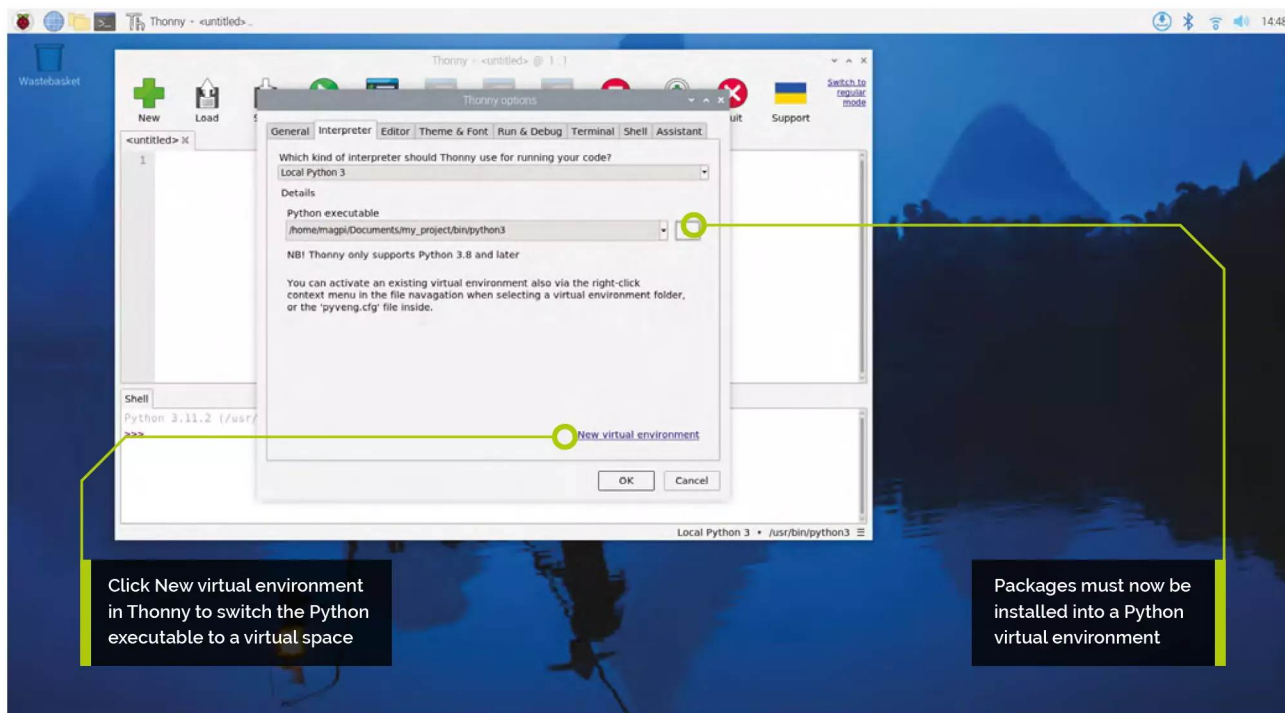 Thonny - <untitled> ..
14:48
Wastebasket
Thonny - <untitled> @ 1 : 1
New
Load
Support
Switch to
regular
mode
<untitled>
Thonny options
General Interpreter Editor Theme & Font Run & Debug Terminal Shell Assistant
1
Which kind of interpreter should Thonny use for running your code?
Local Python 3
Details
Python executable
/home/magpi/Documents/my_project/bin/python3
NB! Thonny only supports Python 3.8 and later
You can activate an existing virtual environment also via the right-click
context menu in the file navagation when selecting a virtual environment folder,
or the 'pyveng.cfg' file inside.
New virtual environment
OK Cancel
Shell
Python 3.11.2 (/usr/
>>>
Local Python 3 • /usr/bin/python3
Click New virtual environment
in Thonny to switch the Python
executable to a virtual space
Packages must now be
installed into a Python
virtual environment